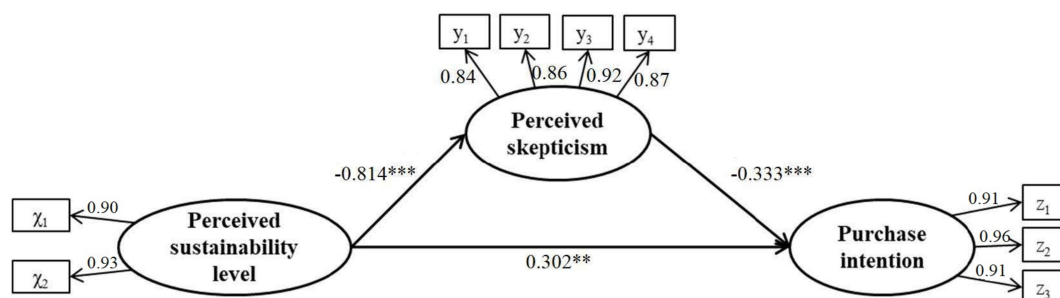 y₁ y₂ y₃ y₄
0.84 0.86 0.92 0.87
Perceived
skepticism
-0.814*** -0.333***
χ₁ 0.90
χ₂ 0.93
Perceived
sustainability
level
0.302**
Purchase
intention
0.91 z₁
0.96 z₂
0.91 z₃